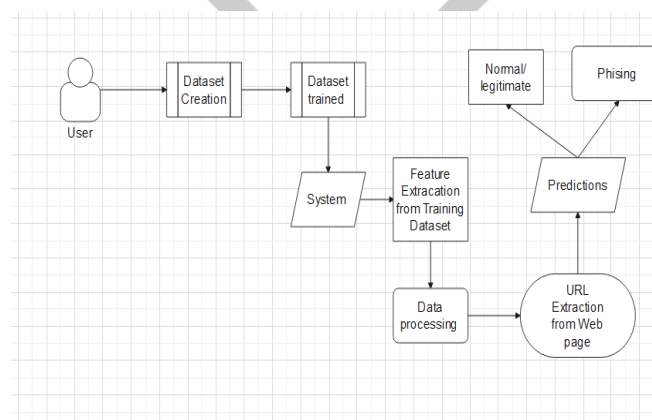 User
Dataset
Creation
Dataset
trained
System
Feature
Extracation
from Training
Dataset
Data
processing
URL
Extraction
from Web
page
Predictions
Normal/
legitimate
Phising